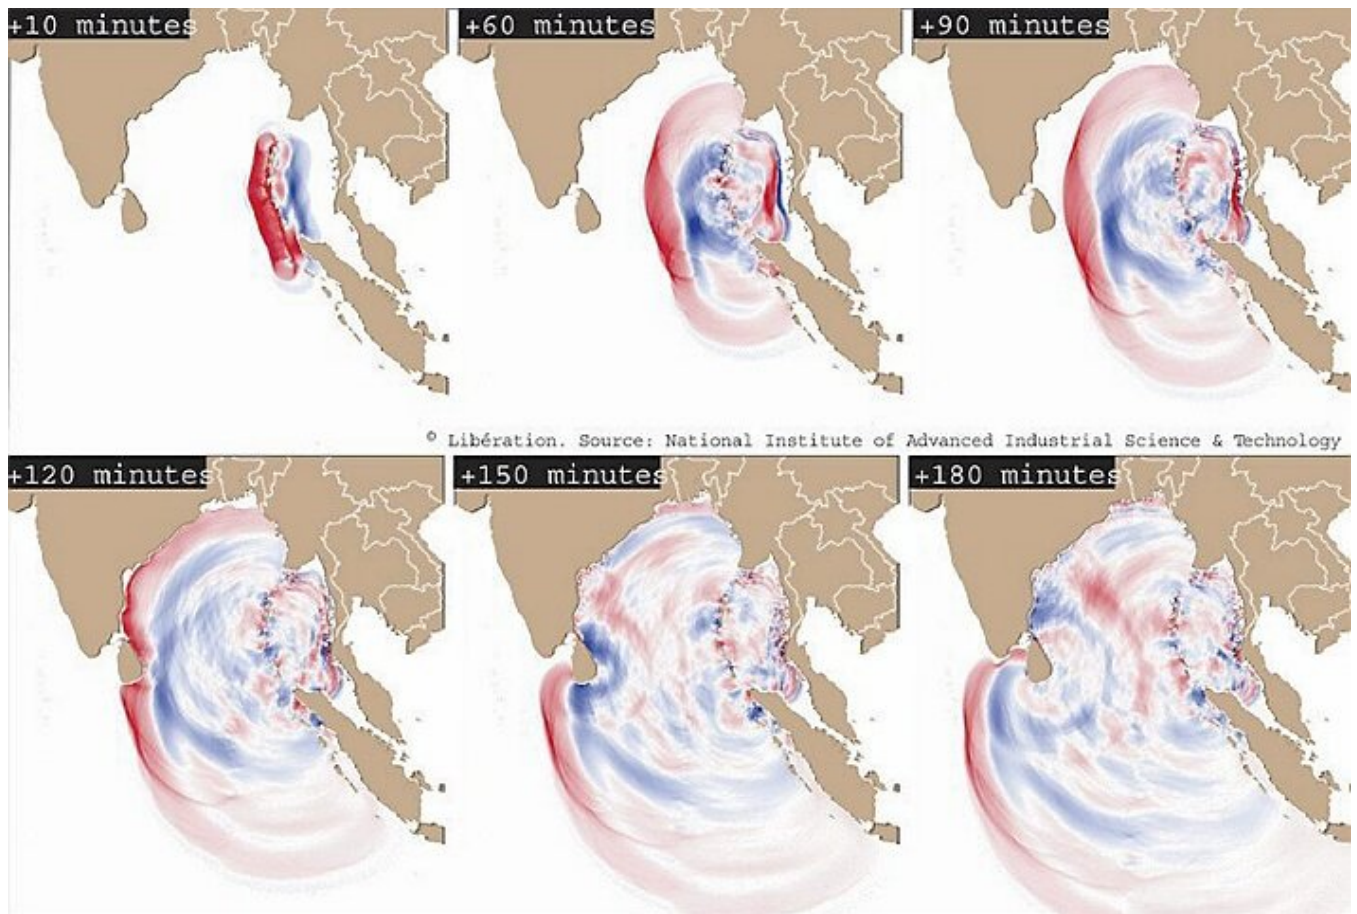 +10 minutes
+60 minutes
+90 minutes
© Libération. Source: National Institute of Advanced Industrial Science & Technology
+120 minutes
+150 minutes
+180 minutes